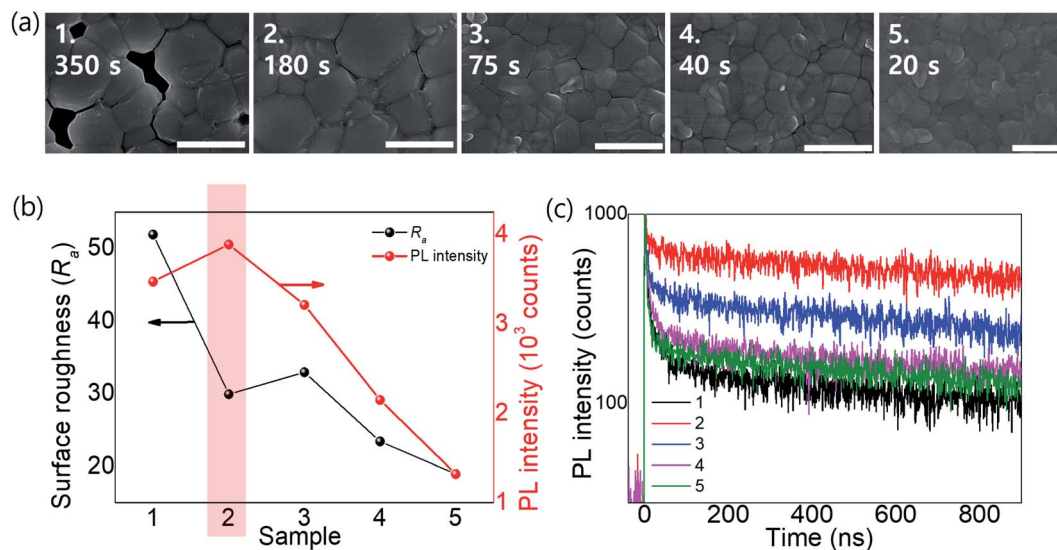 (a)
1.
350 s
2.
180 s
3.
75 s
4.
40 s
5.
20 s
(b)
Surface roughness (Rₐ)
50
40
30
20
1 2 3 4 5
Sample
Rₐ
PL intensity
4
3
2
1
PL intensity (10³ counts)
(c)
PL intensity (counts)
1000
100
1
2
3
4
5
0 200 400 600 800
Time (ns)